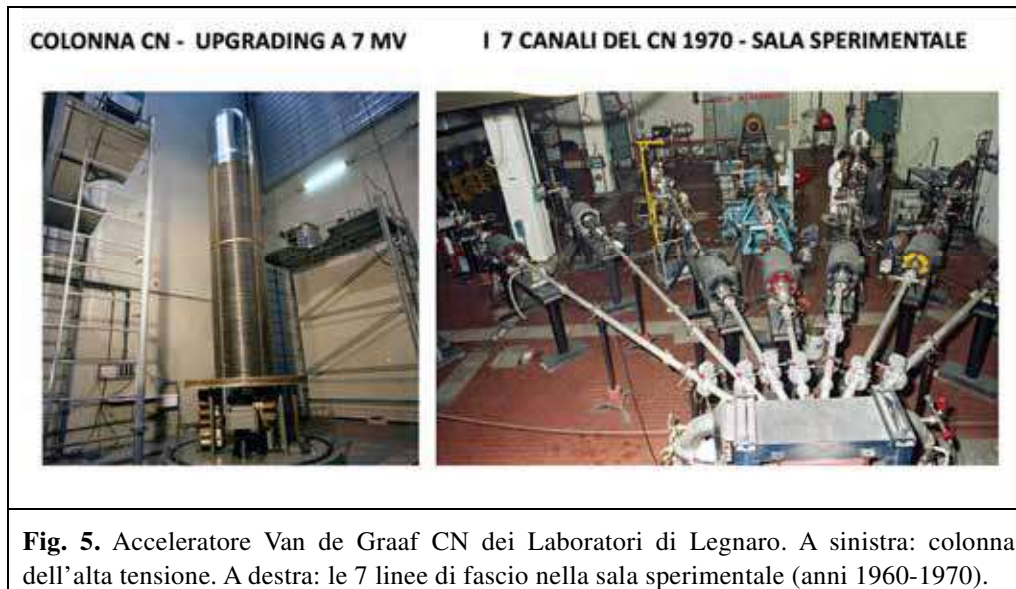 COLONNA CN - UPGRADING A 7 MV
I 7 CANALI DEL CN 1970 - SALA SPERIMENTALE
Fig. 5. Acceleratore Van de Graaf CN dei Laboratori di Legnaro. A sinistra: colonna
dell’alta tensione. A destra: le 7 linee di fascio nella sala sperimentale (anni 1960-1970).